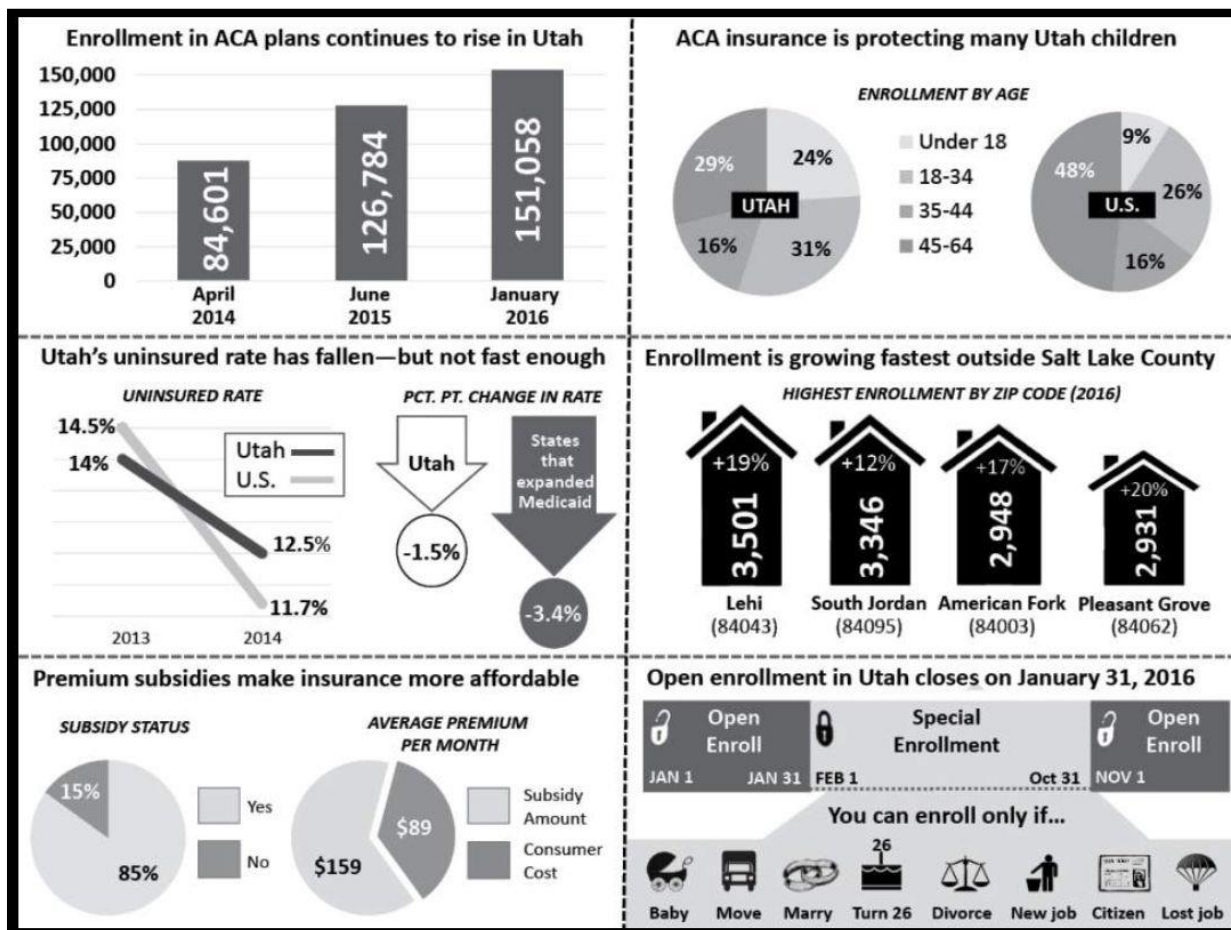 Enrollment in ACA plans continues to rise in Utah
150,000
125,000
100,000
75,000
50,000
25,000
0
84,601
126,784
151,058
April
2014
June
2015
January
2016
ACA insurance is protecting many Utah children
ENROLLMENT BY AGE
29%
24%
UTAH
16%
31%
Under 18
18-34
35-44
45-64
9%
48%
26%
U.S.
16%
Utah's uninsured rate has fallen—but not fast enough
UNINSURED RATE
14.5%
14%
Utah
U.S.
12.5%
11.7%
2013
2014
PCT. PT. CHANGE IN RATE
Utah
-1.5%
States
that
expanded
Medicaid
-3.4%
Enrollment is growing fastest outside Salt Lake County
HIGHEST ENROLLMENT BY ZIP CODE (2016)
+19%
3,501
Lehi
(84043)
+12%
3,346
South Jordan
(84095)
+17%
2,948
American Fork
(84003)
+20%
2,931
Pleasant Grove
(84062)
Premium subsidies make insurance more affordable
SUBSIDY STATUS
15%
85%
Yes
No
AVERAGE PREMIUM
PER MONTH
$89
$159
Subsidy
Amount
Consumer
Cost
Open enrollment in Utah closes on January 31, 2016
Open
Enroll
JAN 1
JAN 31
Special
Enrollment
FEB 1
Oct 31
Open
Enroll
NOV 1
You can enroll only if...
26
Baby
Move
Marry
Turn 26
Divorce
New job
Citizen
Lost job